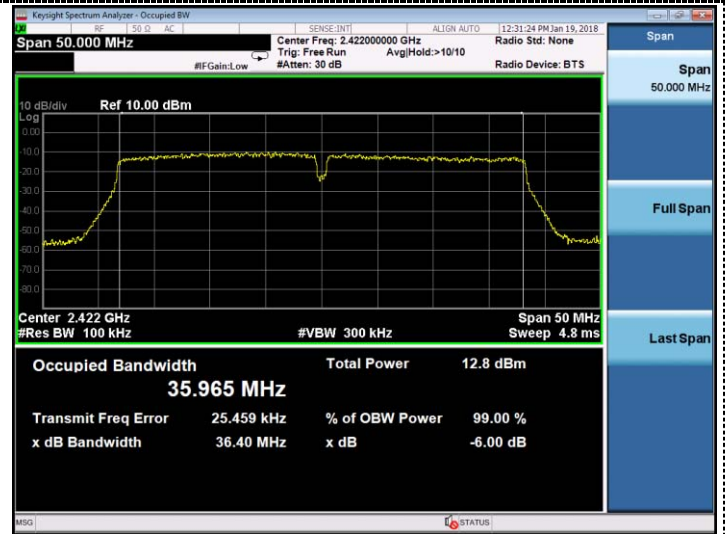 Keysight Spectrum Analyzer - Occupied BW
RF 50 Ω AC SENSE:INT ALIGN AUTO 12:31:24 PM Jan 19, 2018
Span 50.000 MHz Center Freq: 2.422000000 GHz Radio Std: None
Trig: Free Run Avg|Hold:>10/10
#IFGain:Low #Atten: 30 dB Radio Device: BTS
Span
Span
50.000 MHz
Full Span
Last Span
10 dB/div Ref 10.00 dBm
Log
0.00
-10.0
-20.0
-30.0
-40.0
-50.0
-60.0
-70.0
-80.0
Center 2.422 GHz Span 50 MHz
#Res BW 100 kHz #VBW 300 kHz Sweep 4.8 ms
Occupied Bandwidth Total Power 12.8 dBm
35.965 MHz
Transmit Freq Error 25.459 kHz % of OBW Power 99.00 %
x dB Bandwidth 36.40 MHz x dB -6.00 dB
MSG STATUS